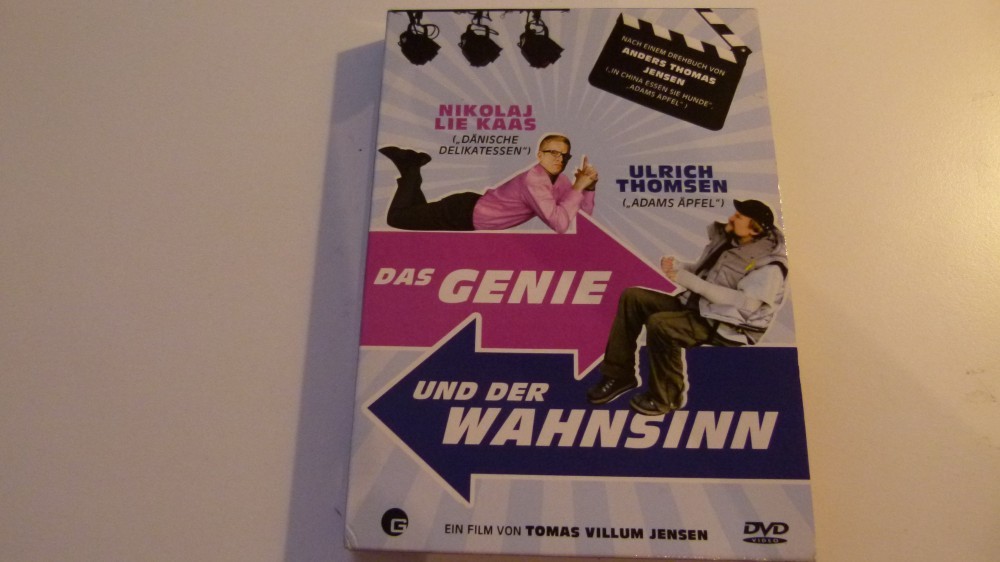 NACH EINEM DREHBUCH VON
ANDERS THOMAS
JENSEN
(„IN CHINA ESSEN SIE HUNDE“
„ADAMS ÄPFEL“ )
NIKOLAJ
LIE KAAS
(„DÄNISCHE
DELIKATESSEN“)
ULRICH
THOMSEN
(„ADAMS ÄPFEL“)
DAS GENIE
UND DER
WAHNSINN
G
EIN FILM VON TOMAS VILLUM JENSEN
DVD
VIDEO